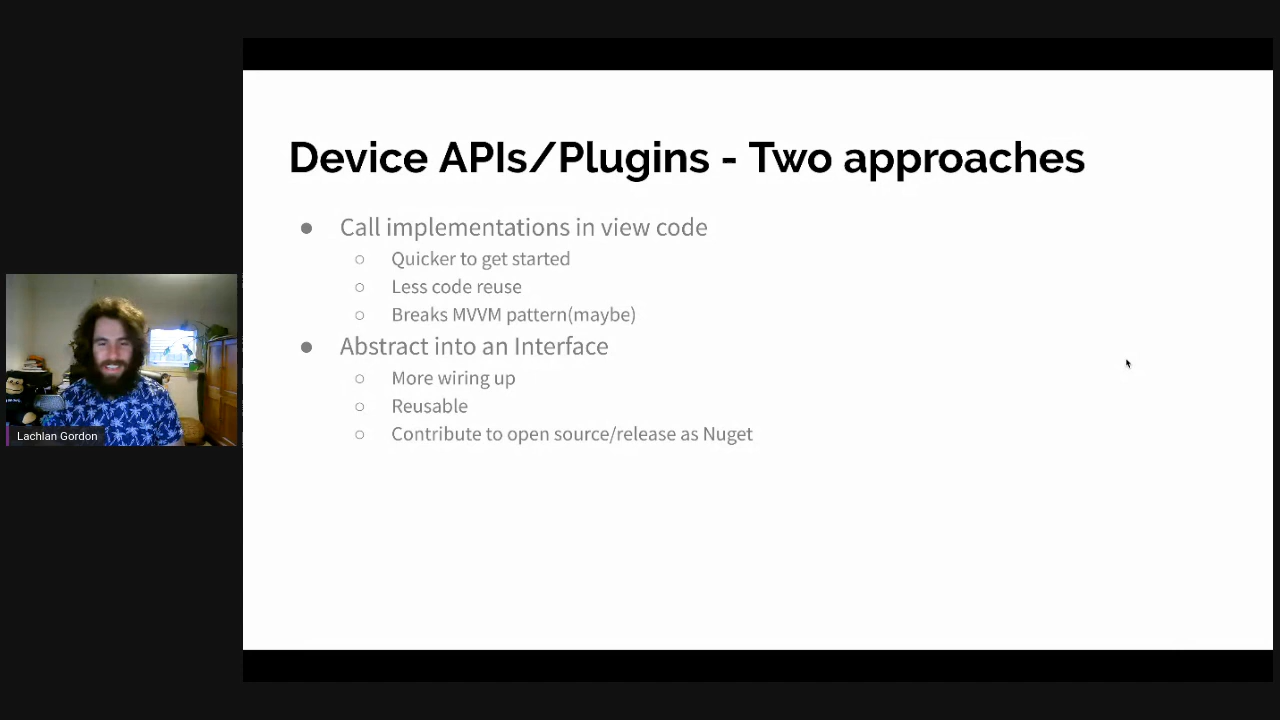 Device APIs/Plugins - Two approaches
● Call implementations in view code
○ Quicker to get started
○ Less code reuse
○ Breaks MVVM pattern(maybe)
● Abstract into an Interface
○ More wiring up
○ Reusable
○ Contribute to open source/release as Nuget
Lachlan Gordon